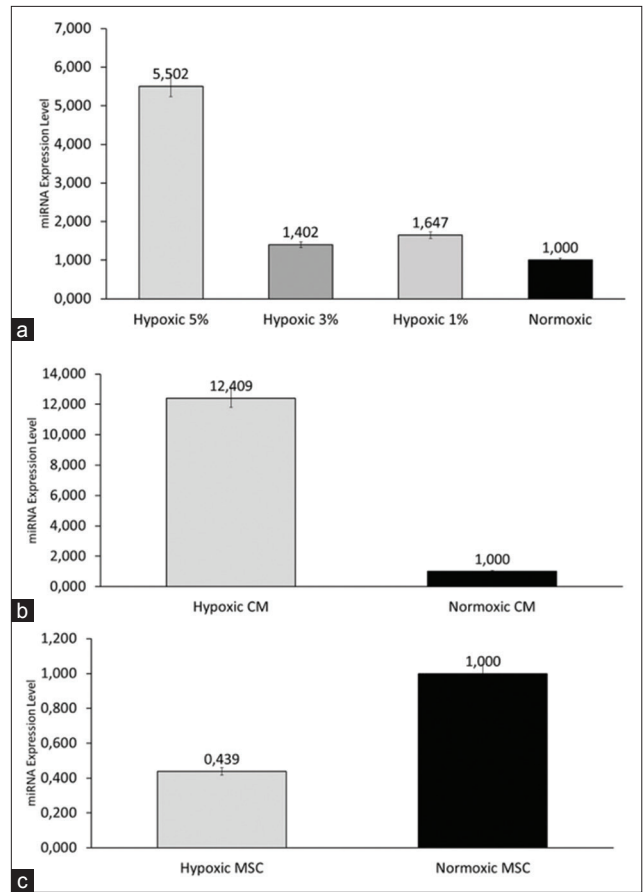 7,000
6,000
5,000
4,000
3,000
2,000
1,000
0,000
miRNA Expression Level
5,502
1,402
1,647
1,000
Hypoxic 5%
Hypoxic 3%
Hypoxic 1%
Normoxic
a
14,000
12,000
10,000
8,000
6,000
4,000
2,000
0,000
miRNA Expression Level
12,409
1,000
Hypoxic CM
Normoxic CM
b
1,200
1,000
0,800
0,600
0,400
0,200
0,000
miRNA Expression Level
0,439
1,000
Hypoxic MSC
Normoxic MSC
c